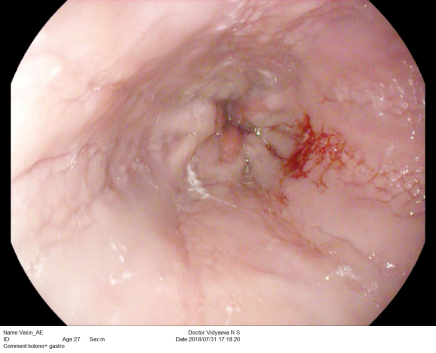 Name:Vasin_AE Doctor:Vidyaeva N S
ID: Age:27 Sex:m Date:2018/07/31 17:18:20
Comment:kolono+ gastro